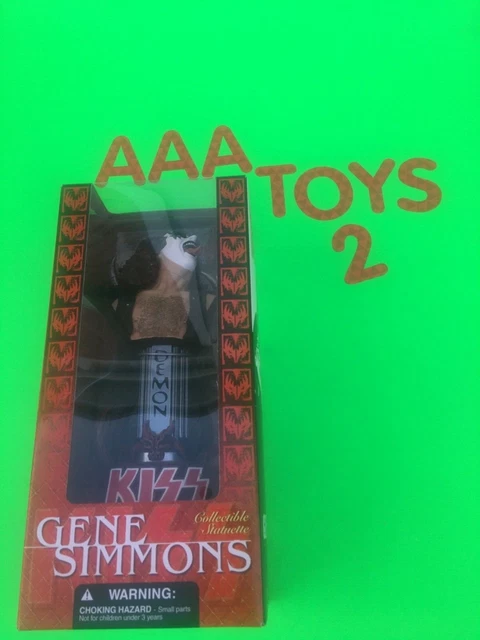 AAA
TOYS
2
DEMON
KISS
Collectible
Statuette
GENE
SIMMONS
WARNING:
CHOKING HAZARD - Small parts
Not for children under 3 years